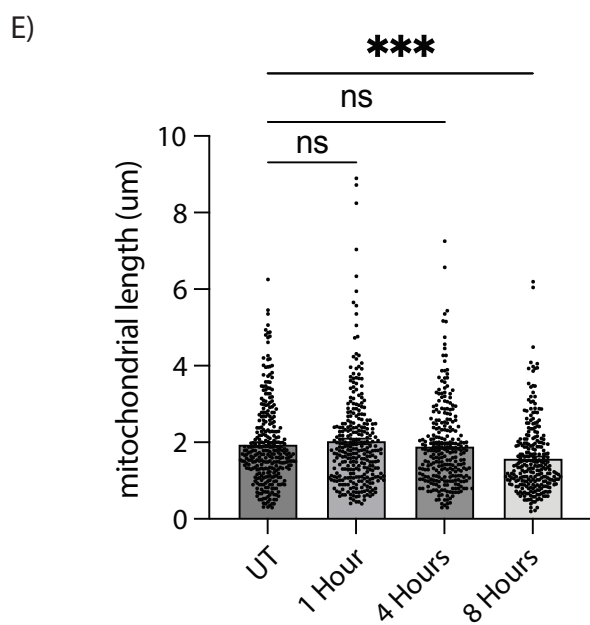 E)
***
ns
ns
mitochondrial length (um)
10
8
6
4
2
0
UT
1 Hour
4 Hours
8 Hours